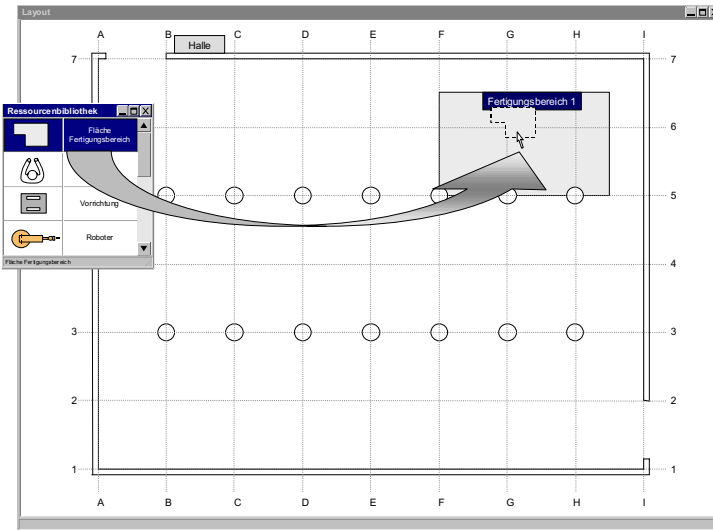 Layout
A B C D E F G H I
Halle
7 7
Ressourcenbibliothek
Fläche
Fertigungsbereich
Vorrichtung
Roboter
Fläche Fertigungsbereich
Fertigungsbereich 1
6
5
4
3 3
2 2
1 1
A B C D E F G H I